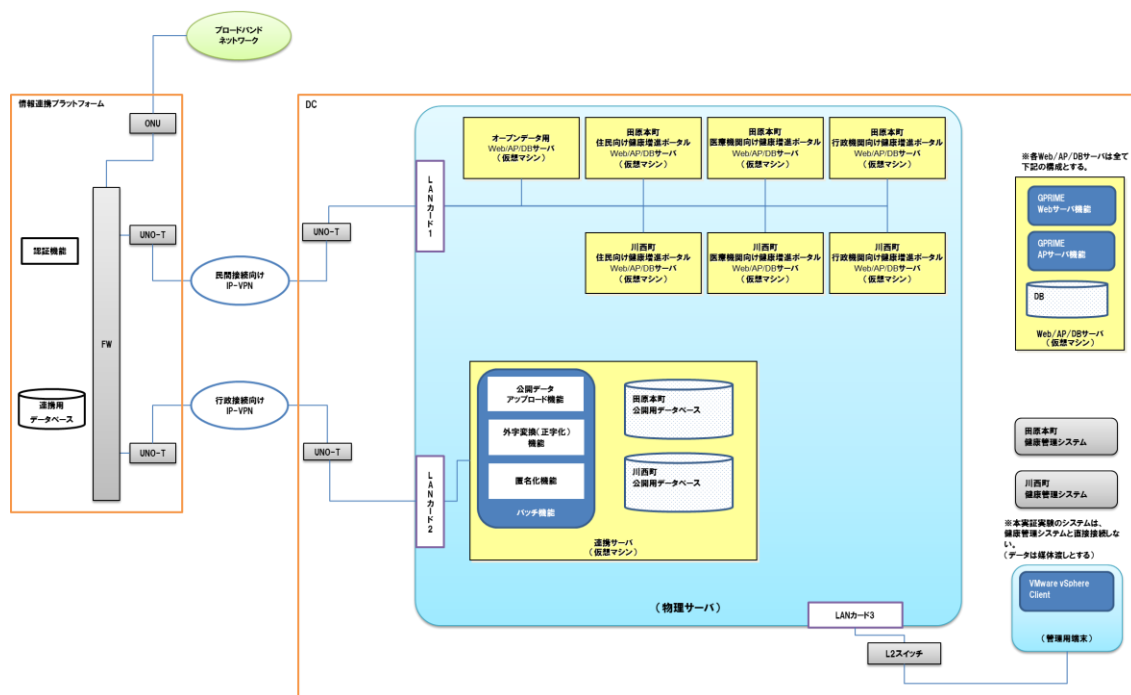 ブロードバンド
ネットワーク
情報連携プラットフォーム
ONU
認証機能
連携用
データベース
FW
UNO-T
UNO-T
民間接続向け
IP-VPN
行政接続向け
IP-VPN
DC
UNO-T
UNO-T
LANカード1
LANカード2
オープンデータ用
Web/AP/DBサーバ
(仮想マシン)
田原本町
住民向け健康増進ポータル
Web/AP/DBサーバ
(仮想マシン)
田原本町
医療機関向け健康増進ポータル
Web/AP/DBサーバ
(仮想マシン)
田原本町
行政機関向け健康増進ポータル
Web/AP/DBサーバ
(仮想マシン)
川西町
住民向け健康増進ポータル
Web/AP/DBサーバ
(仮想マシン)
川西町
医療機関向け健康増進ポータル
Web/AP/DBサーバ
(仮想マシン)
川西町
行政機関向け健康増進ポータル
Web/AP/DBサーバ
(仮想マシン)
公開データ
アップロード機能
外字変換(正字化)
機能
匿名化機能
バッチ機能
田原本町
公開用データベース
川西町
公開用データベース
連携サーバ
(仮想マシン)
(物理サーバ)
LANカード3
L2スイッチ
※各Web/AP/DBサーバは全て
下記の構成とする。
GPRIME
Webサーバ機能
GPRIME
APサーバ機能
DB
Web/AP/DBサーバ
(仮想マシン)
田原本町
健康管理システム
川西町
健康管理システム
※本実証実験のシステムは、
健康管理システムと直接接続しな
い。
(データは媒体渡しとする)
VMware vSphere
Client
(管理用端末)